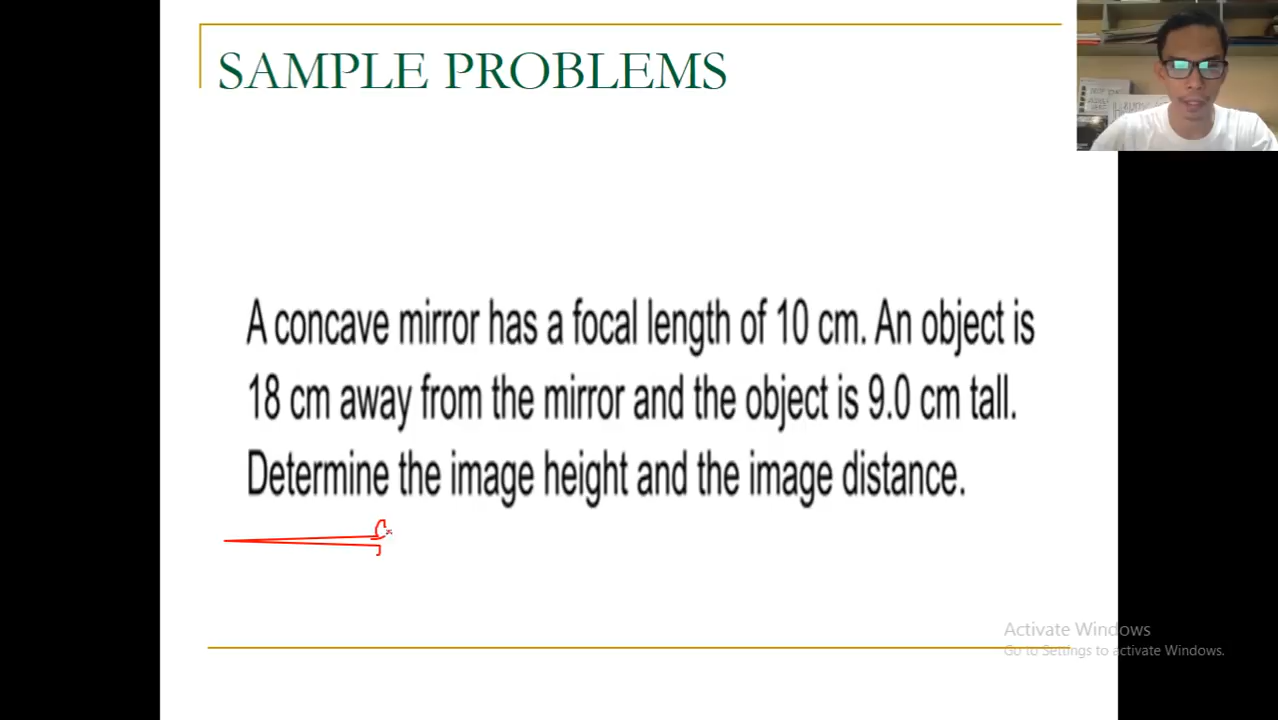 SAMPLE PROBLEMS
A concave mirror has a focal length of 10 cm. An object is
18 cm away from the mirror and the object is 9.0 cm tall.
Determine the image height and the image distance.
Activate Windows
Go to Settings to activate Windows.